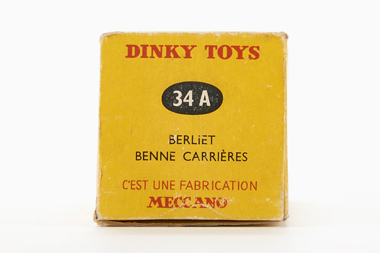 DINKY TOYS
34 A
BERLIET
BENNE CARRIÈRES
C'EST UNE FABRICATION
MECCANO